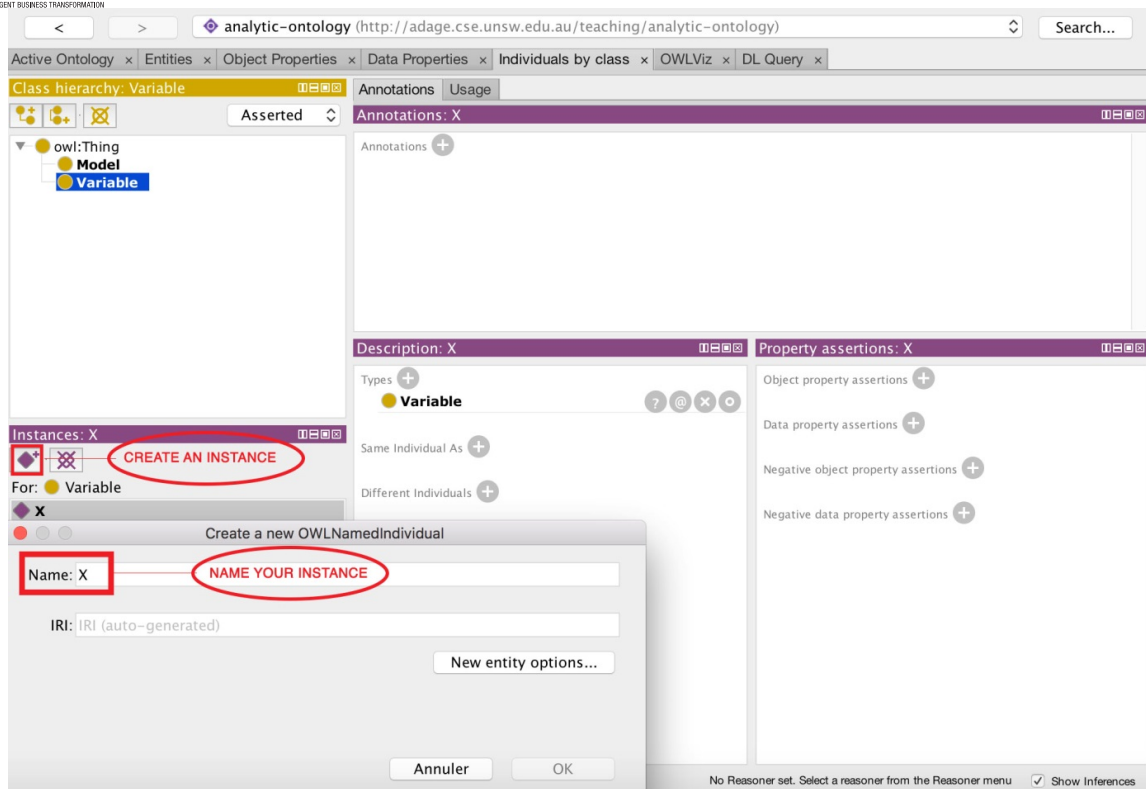 GENT BUSINESS TRANSFORMATION
< > analytic-ontology (http://adage.cse.unsw.edu.au/teaching/analytic-ontology) Search...
Active Ontology × Entities × Object Properties × Data Properties × Individuals by class × OWLViz × DL Query ×
Class hierarchy: Variable
Annotations Usage
Asserted
Annotations: X
owl:Thing
Model
Variable
Annotations
Description: X
Property assertions: X
Types
Variable
Same Individual As
Different Individuals
Object property assertions
Data property assertions
Negative object property assertions
Negative data property assertions
Instances: X
CREATE AN INSTANCE
For: Variable
X
Create a new OWLNamedIndividual
Name: X
NAME YOUR INSTANCE
IRI: IRI (auto-generated)
New entity options...
Annuler OK
No Reasoner set. Select a reasoner from the Reasoner menu Show Inferences